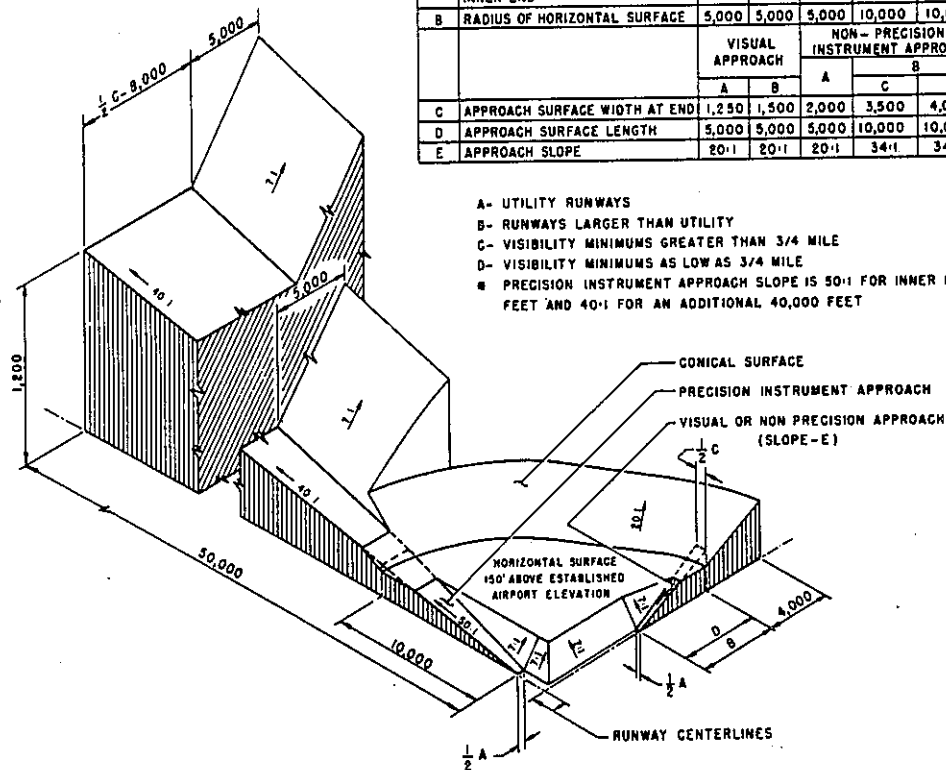 B RADIUS OF HORIZONTAL SURFACE 5,000 5,000 5,000 10,000
VISUAL APPROACH
NON-PRECISION
A
B
A B C
C APPROACH SURFACE WIDTH AT END 1,250 1,500 2,000 3,500
D APPROACH SURFACE LENGTH 5,000 5,000 5,000 10,000
E APPROACH SLOPE 20:1 20:1 20:1 34:1
A- UTILITY RUNWAYS
B- RUNWAYS LARGER THAN UTILITY
C- VISIBILITY MINIMUMS GREATER THAN 3/4 MILE
D- VISIBILITY MINIMUMS AS LOW AS 3/4 MILE
* PRECISION INSTRUMENT APPROACH SLOPE IS 50:1 FOR INNER
FEET AND 40:1 FOR AN ADDITIONAL 40,000 FEET
5,000
1/2 C-8,000
7:1
40:1
5,000
1,200
7:1
40:1
CONICAL SURFACE
PRECISION INSTRUMENT APPROACH
VISUAL OR NON PRECISION APPROACH
(SLOPE-E)
1/2 C
20:1
50,000
HORIZONTAL SURFACE
150' ABOVE ESTABLISHED
AIRPORT ELEVATION
50:1
7:1
7:1
7:1
7:1
4,000
D
B
10,000
1/2 A
RUNWAY CENTERLINES
1/2 A